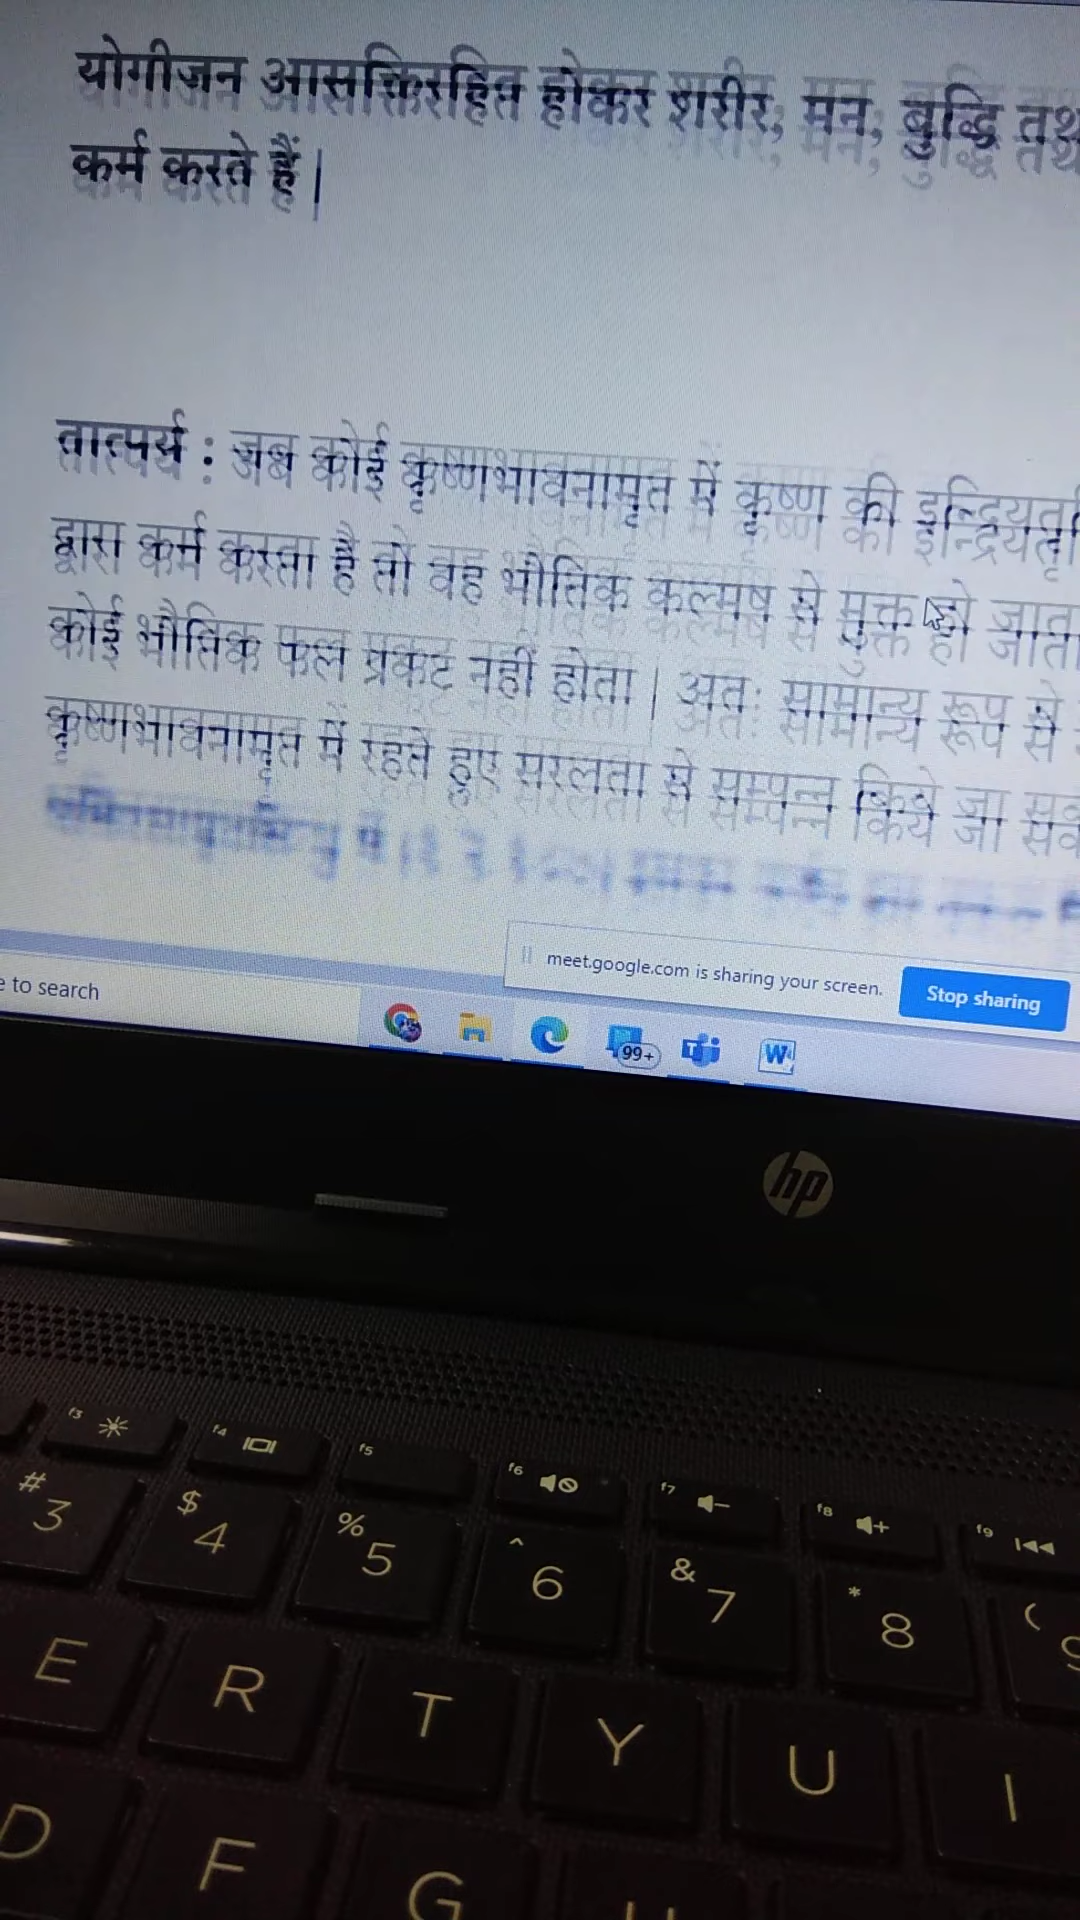 योगीजन आसक्तिरहित होकर शरीर, मन, बुद्धि तथ
कर्म करते हैं |
तात्पर्य : जब कोई कृष्णभावनामृत में कृष्ण की इन्द्रियतृ
द्वारा कर्म करता है तो वह भौतिक कल्मष से मुक्त हो जाता
कोई भौतिक फल प्रकट नहीं होता | अतः सामान्य रूप से
कृष्णभावनामृत में रहते हुए सरलता से सम्पन्न किये जा सक
meet.google.com is sharing your screen.
Stop sharing
e to search
99+
T
W
hp
f3 f4 f5 f6 f7 f8 f9
# 3 $ 4 % 5 ^ 6 & 7 * 8 (
E R T Y U I
D F G